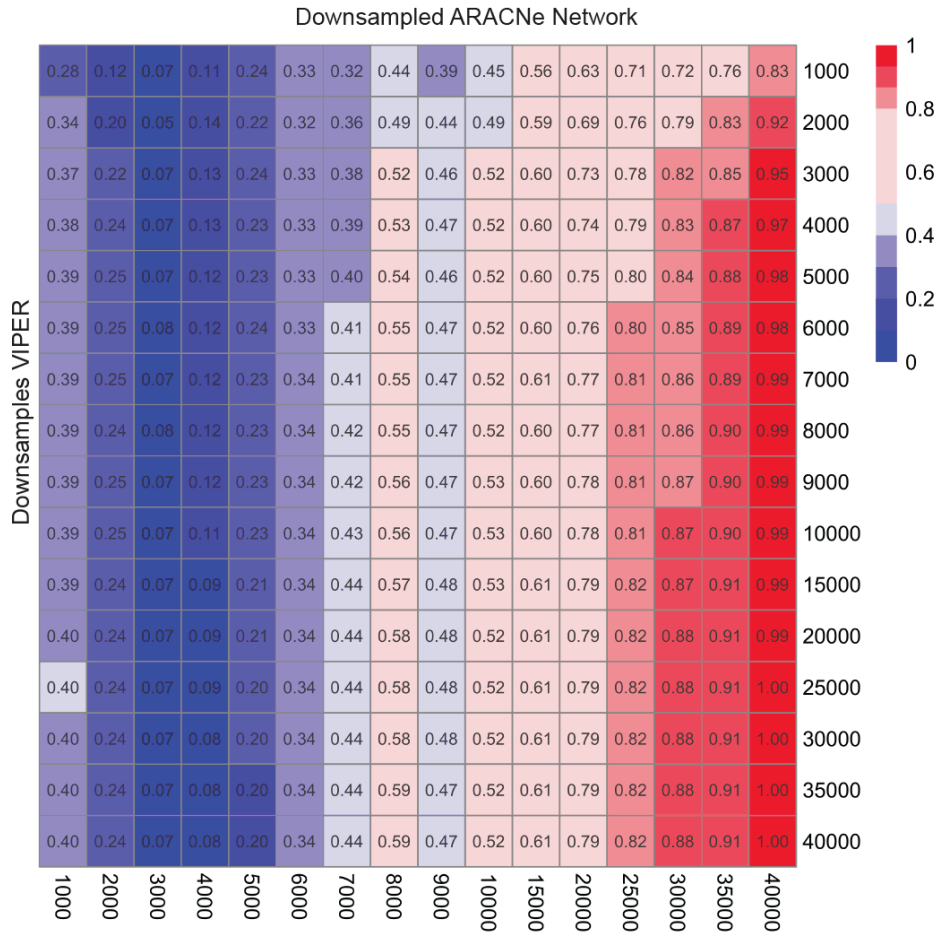 Downsampled ARACNe Network
0.28 0.12 0.07 0.11 0.24 0.33 0.32 0.44 0.39 0.45 0.56 0.63 0.71 0.72 0.76 0.83 1000
0.34 0.20 0.05 0.14 0.22 0.32 0.36 0.49 0.44 0.49 0.59 0.69 0.76 0.79 0.83 0.92 2000
0.37 0.22 0.07 0.13 0.24 0.33 0.38 0.52 0.46 0.52 0.60 0.73 0.78 0.82 0.85 0.95 3000
0.38 0.24 0.07 0.13 0.23 0.33 0.39 0.53 0.47 0.52 0.60 0.74 0.79 0.83 0.87 0.97 4000
0.39 0.25 0.07 0.12 0.23 0.33 0.40 0.54 0.46 0.52 0.60 0.75 0.80 0.84 0.88 0.98 5000
0.39 0.25 0.08 0.12 0.24 0.33 0.41 0.55 0.47 0.52 0.60 0.76 0.80 0.85 0.89 0.98 6000
0.39 0.25 0.07 0.12 0.23 0.34 0.41 0.55 0.47 0.52 0.61 0.77 0.81 0.86 0.89 0.99 7000
0.39 0.24 0.08 0.12 0.23 0.34 0.42 0.55 0.47 0.52 0.60 0.77 0.81 0.86 0.90 0.99 8000
0.39 0.25 0.07 0.12 0.23 0.34 0.42 0.56 0.47 0.53 0.60 0.78 0.81 0.87 0.90 0.99 9000
0.39 0.25 0.07 0.11 0.23 0.34 0.43 0.56 0.47 0.53 0.60 0.78 0.81 0.87 0.90 0.99 10000
0.39 0.24 0.07 0.09 0.21 0.34 0.44 0.57 0.48 0.53 0.61 0.79 0.82 0.87 0.91 0.99 15000
0.40 0.24 0.07 0.09 0.21 0.34 0.44 0.58 0.48 0.52 0.61 0.79 0.82 0.88 0.91 0.99 20000
0.40 0.24 0.07 0.09 0.20 0.34 0.44 0.58 0.48 0.52 0.61 0.79 0.82 0.88 0.91 1.00 25000
0.40 0.24 0.07 0.08 0.20 0.34 0.44 0.58 0.48 0.52 0.61 0.79 0.82 0.88 0.91 1.00 30000
0.40 0.24 0.07 0.08 0.20 0.34 0.44 0.59 0.47 0.52 0.61 0.79 0.82 0.88 0.91 1.00 35000
0.40 0.24 0.07 0.08 0.20 0.34 0.44 0.59 0.47 0.52 0.61 0.79 0.82 0.88 0.91 1.00 40000
1000 2000 3000 4000 5000 6000 7000 8000 9000 10000 15000 20000 25000 30000 35000 40000
Downsamples VIPER
1
0.8
0.6
0.4
0.2
0